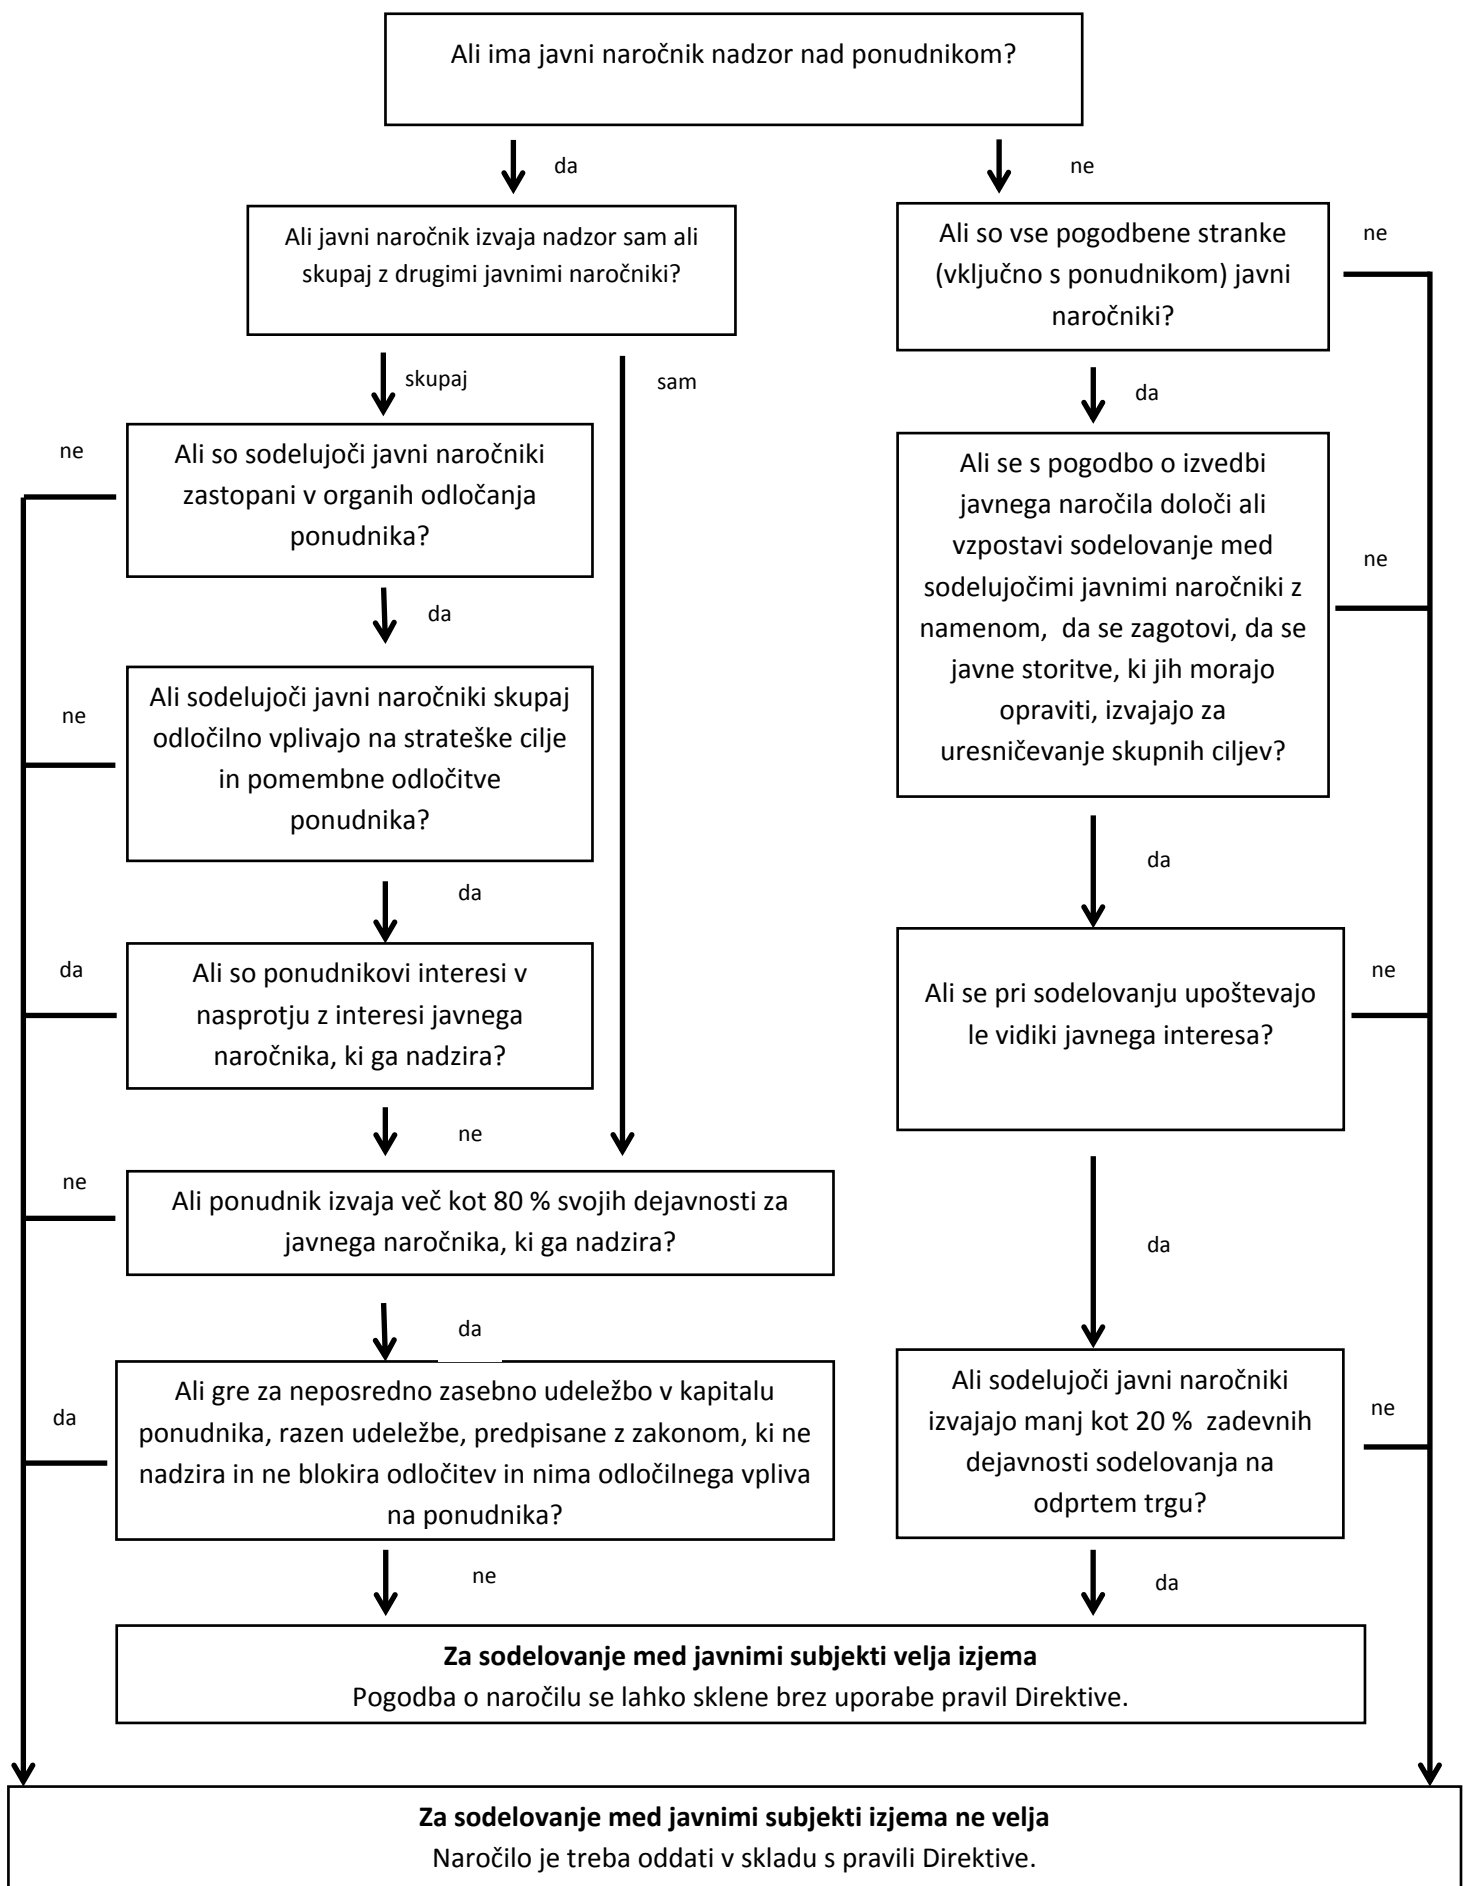 Ali ima javni naročnik nadzor nad ponudnikom?
da
ne
Ali javni naročnik izvaja nadzor sam ali
skupaj z drugimi javnimi naročniki?
Ali so vse pogodbene stranke
(vključno s ponudnikom) javni
naročniki?
ne
skupaj
sam
da
ne
Ali so sodelujoči javni naročniki
zastopani v organih odločanja
ponudnika?
Ali se s pogodbo o izvedbi
javnega naročila določi ali
vzpostavi sodelovanje med
sodelujočimi javnimi naročniki z
namenom,  da se zagotovi, da se
javne storitve, ki jih morajo
opraviti, izvajajo za
uresničevanje skupnih ciljev?
ne
da
ne
Ali sodelujoči javni naročniki skupaj
odločilno vplivajo na strateške cilje
in pomembne odločitve
ponudnika?
da
da
da
Ali so ponudnikovi interesi v
nasprotju z interesi javnega
naročnika, ki ga nadzira?
Ali se pri sodelovanju upoštevajo
le vidiki javnega interesa?
ne
ne
ne
Ali ponudnik izvaja več kot 80 % svojih dejavnosti za
javnega naročnika, ki ga nadzira?
da
da
da
Ali gre za neposredno zasebno udeležbo v kapitalu
ponudnika, razen udeležbe, predpisane z zakonom, ki ne
nadzira in ne blokira odločitev in nima odločilnega vpliva
na ponudnika?
Ali sodelujoči javni naročniki
izvajajo manj kot 20 %  zadevnih
dejavnosti sodelovanja na
odprtem trgu?
ne
ne
da
Za sodelovanje med javnimi subjekti velja izjema
Pogodba o naročilu se lahko sklene brez uporabe pravil Direktive.
Za sodelovanje med javnimi subjekti izjema ne velja
Naročilo je treba oddati v skladu s pravili Direktive.